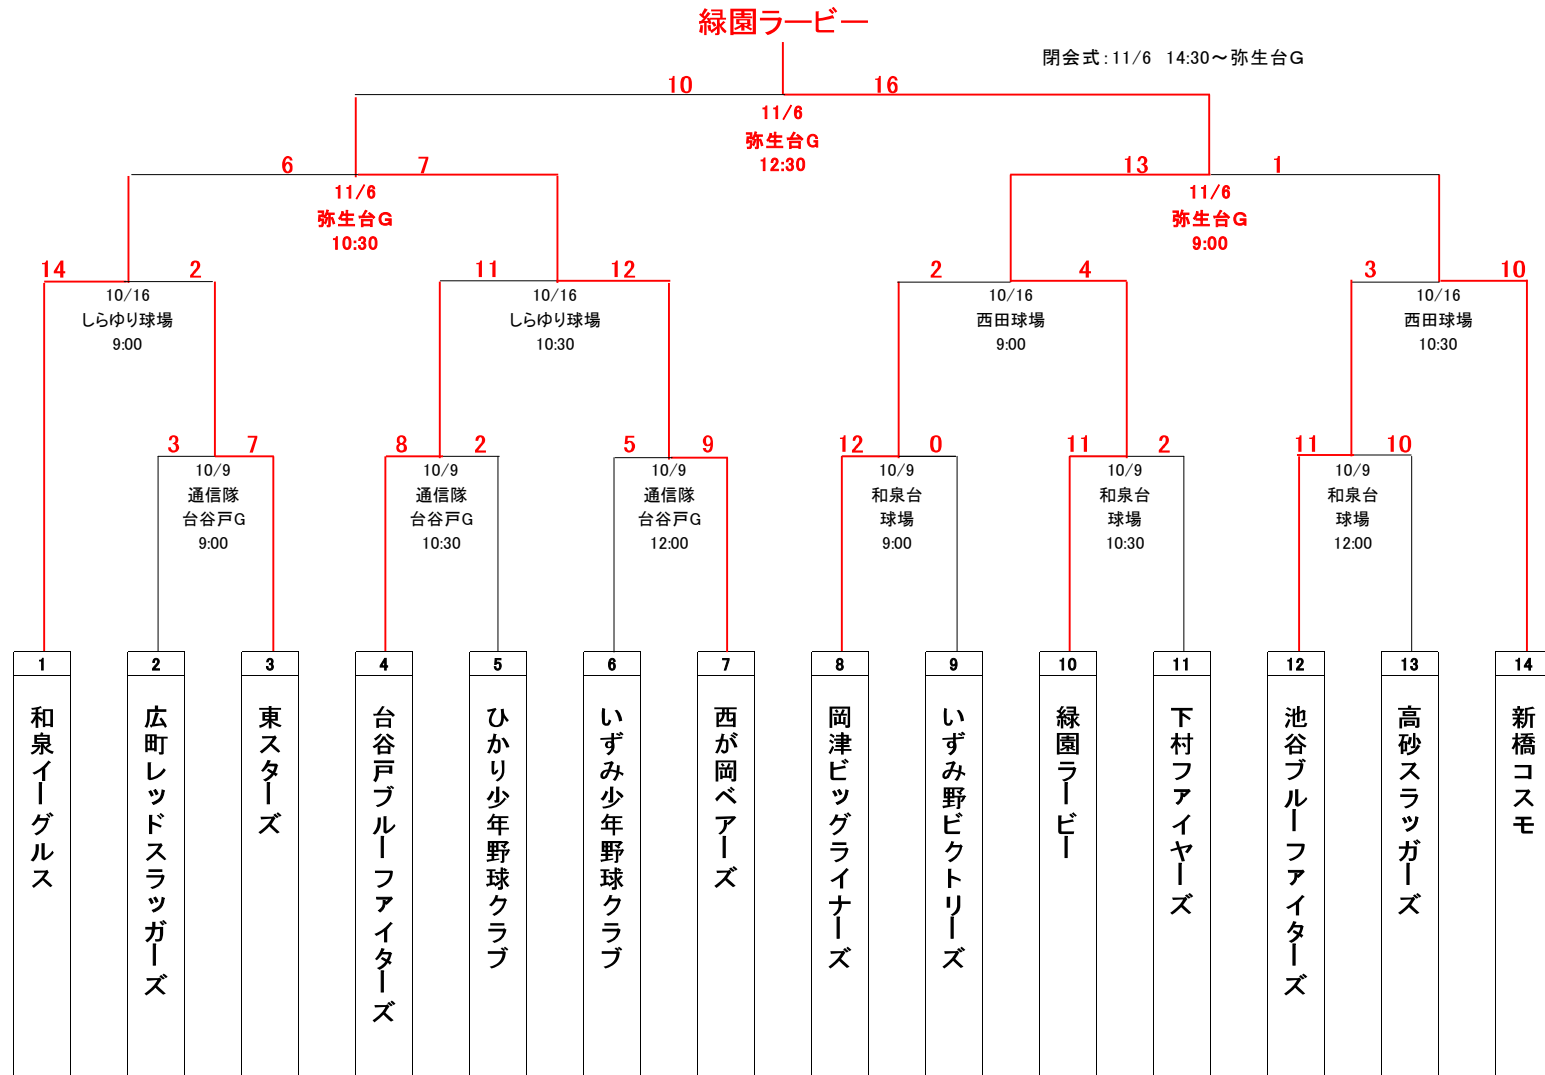 緑園ラービー
閉会式：11/6 14:30～弥生台G
10
16
11/6
弥生台G
12:30
6
7
13
1
11/6
弥生台G
10:30
11/6
弥生台G
9:00
14
2
11
12
2
4
3
10
10/16
しらゆり球場
9:00
10/16
しらゆり球場
10:30
10/16
西田球場
9:00
10/16
西田球場
10:30
3
7
8
2
5
9
12
0
11
2
11
10
10/9
通信隊
台谷戸G
9:00
10/9
通信隊
台谷戸G
10:30
10/9
通信隊
台谷戸G
12:00
10/9
和泉台
球場
9:00
10/9
和泉台
球場
10:30
10/9
和泉台
球場
12:00
1
和泉イーグルス
2
広町レッドスラッガーズ
3
東スターズ
4
台谷戸ブルーファイターズ
5
ひかり少年野球クラブ
6
いずみ少年野球クラブ
7
西が岡ベアーズ
8
岡津ビッグライナーズ
9
いずみ野ビクトリーズ
10
緑園ラービー
11
下村ファイヤーズ
12
池谷ブルーファイターズ
13
高砂スラッガーズ
14
新橋コスモ